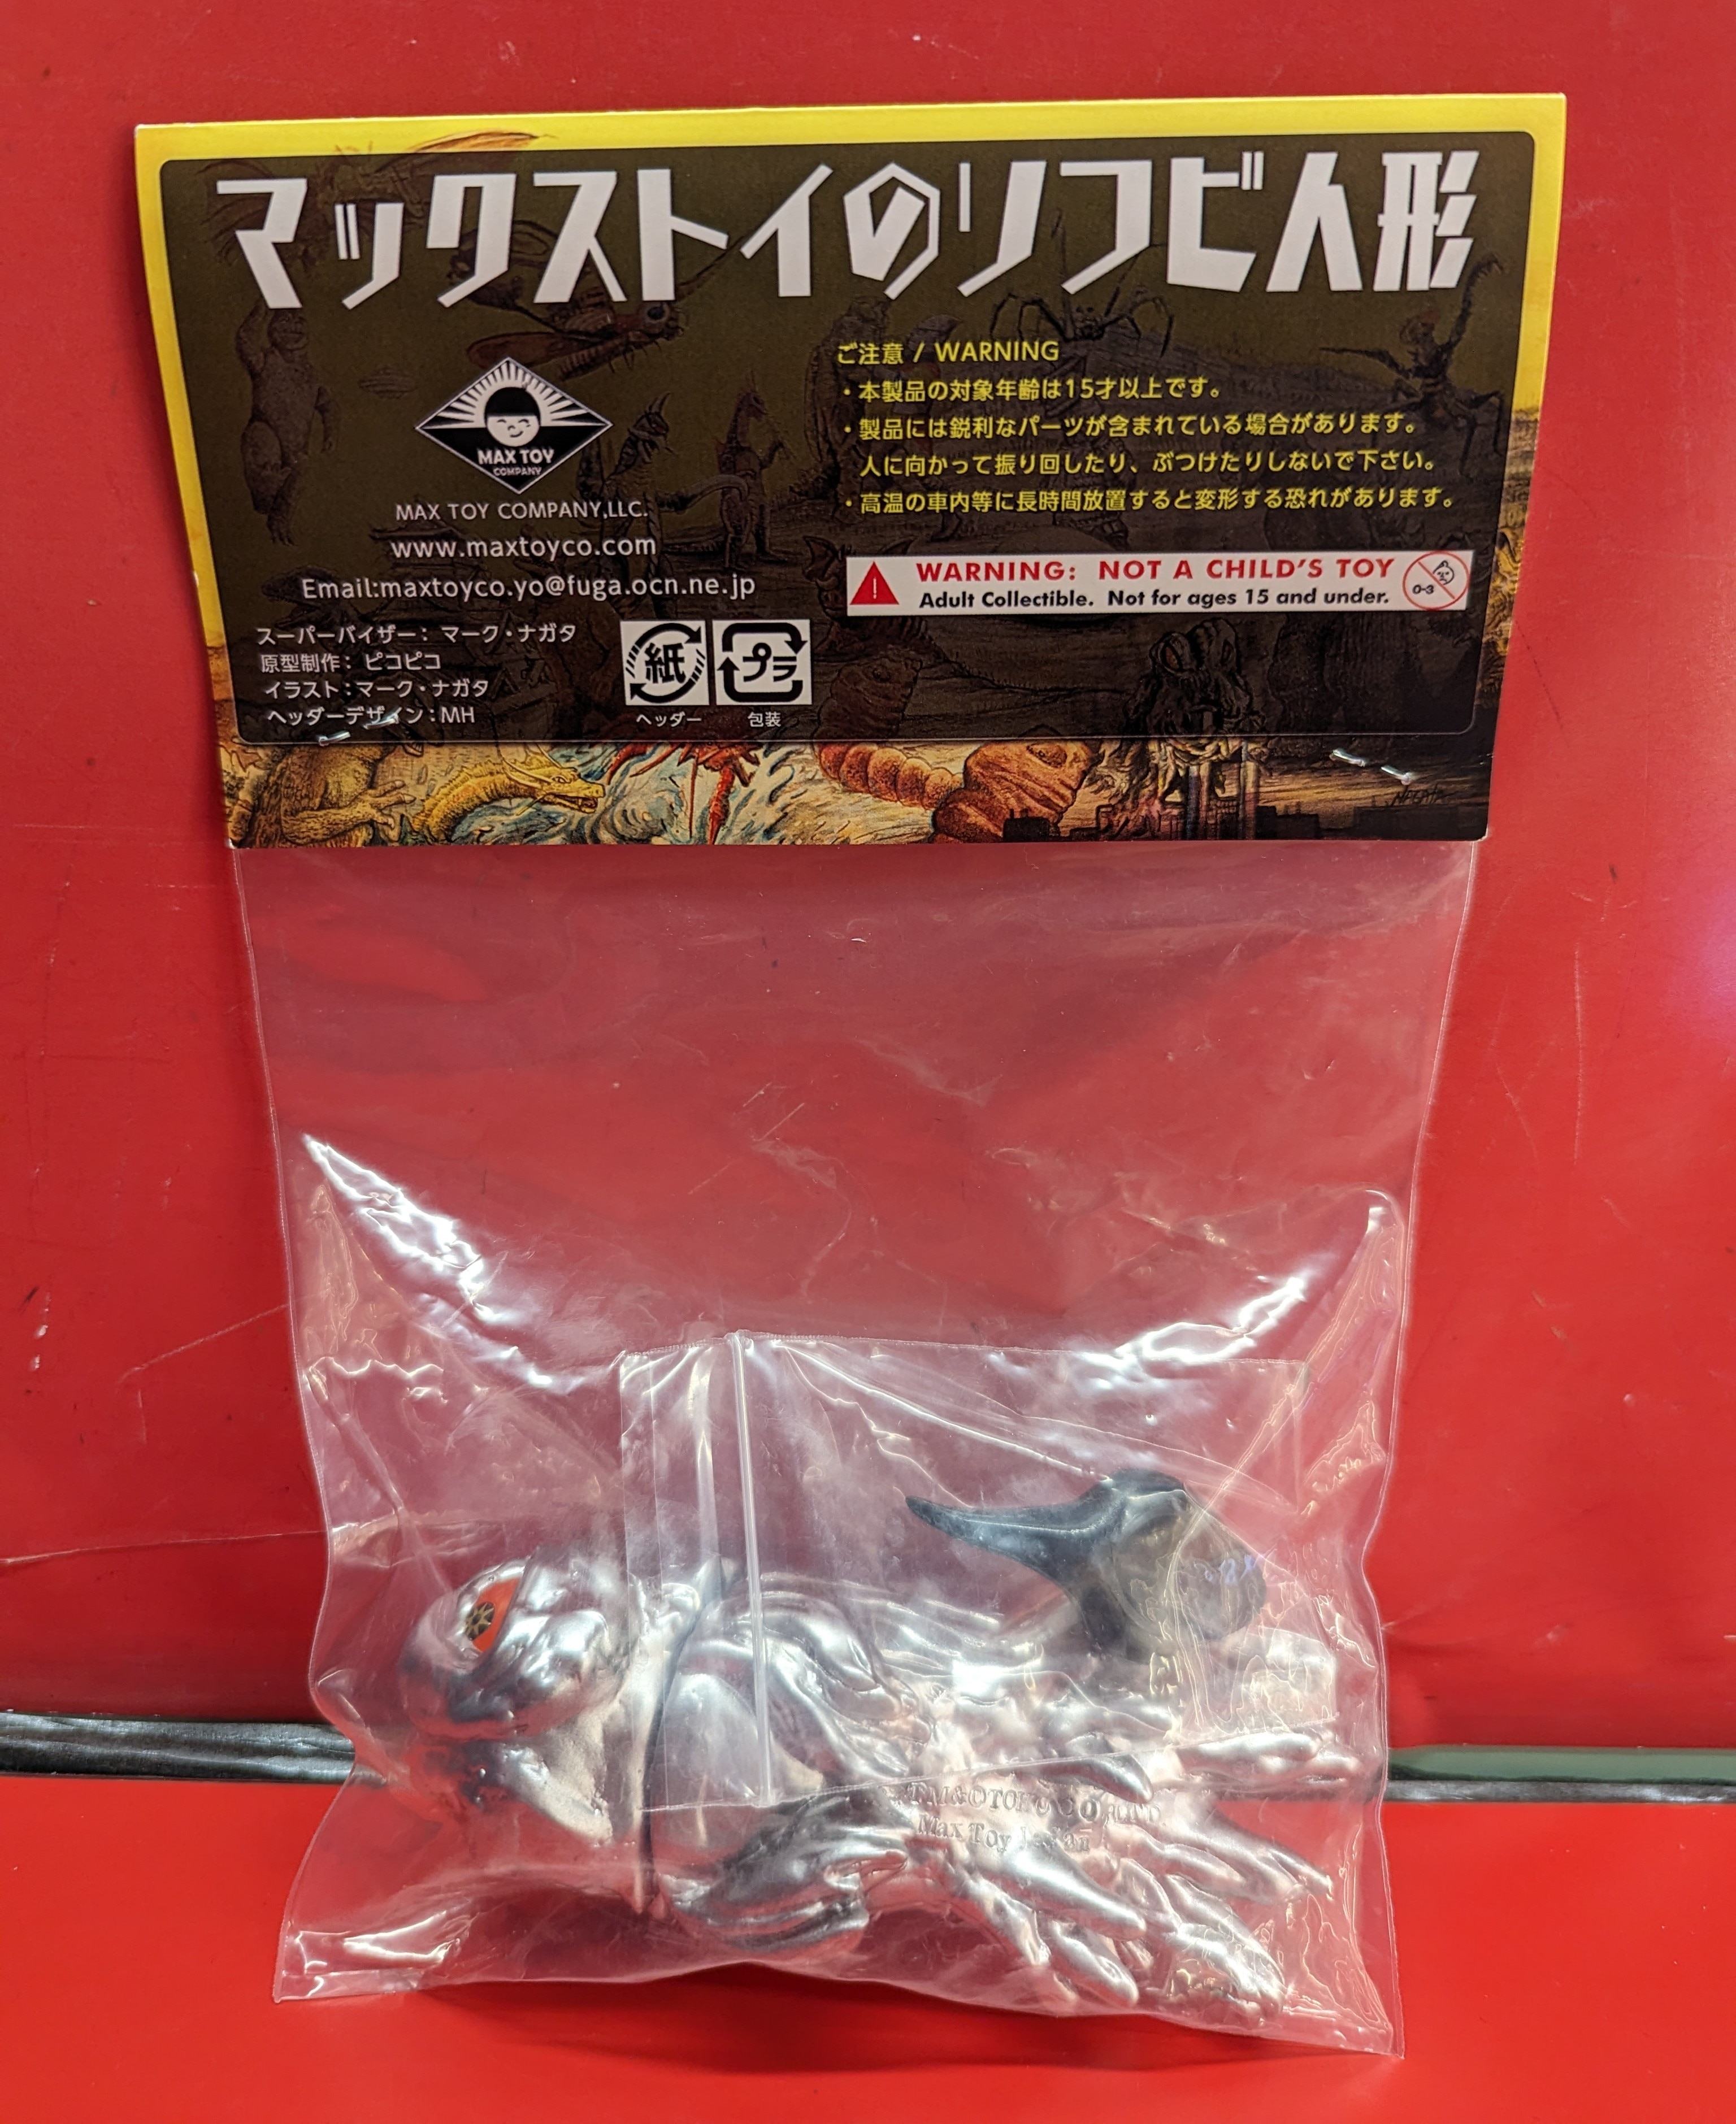 マックストイのソフビ人形
MAX TOY
COMPANY
MAX TOY COMPANY,LLC.
www.maxtoyco.com
Email:maxtoyco.yo@fuga.ocn.ne.jp
スーパーバイザー：マーク・ナガタ
原型制作：ピコピコ
イラスト：マーク・ナガタ
ヘッダーデザイン：MH
紙
ヘッダー
プラ
包装
ご注意 / WARNING
・本製品の対象年齢は15才以上です。
・製品には鋭利なパーツが含まれている場合があります。
人に向かって振り回したり、ぶつけたりしないで下さい。
・高温の車内等に長時間放置すると変形する恐れがあります。
WARNING: NOT A CHILD'S TOY
Adult Collectible. Not for ages 15 and under.
0-3
NAGATA
TM&©TOHO CO.,LTD
Max Toy Japan